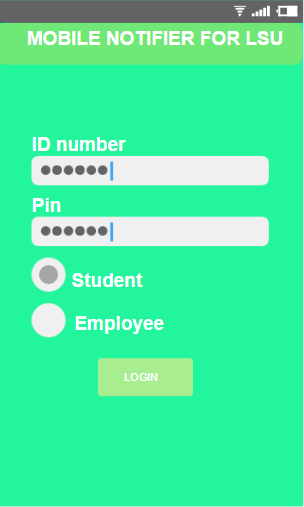 MOBILE NOTIFIER FOR LSU
ID number
Pin
Student
Employee
LOGIN